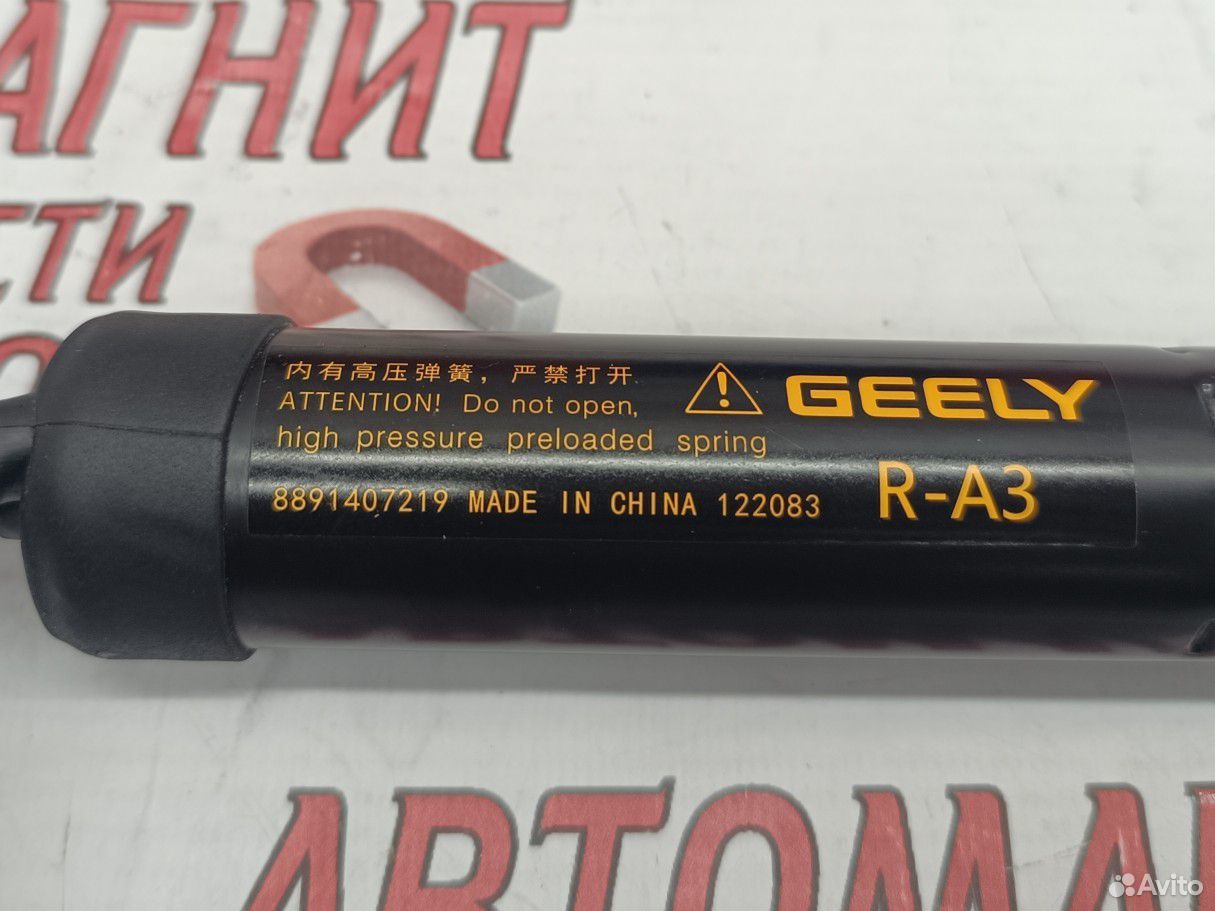 АГНИТ
СТИ
内有高压弹簧，严禁打开
ATTENTION! Do not open,
high pressure preloaded spring
GEELY
8891407219 MADE IN CHINA 122083
R-A3
АВТОМАГ
Avito